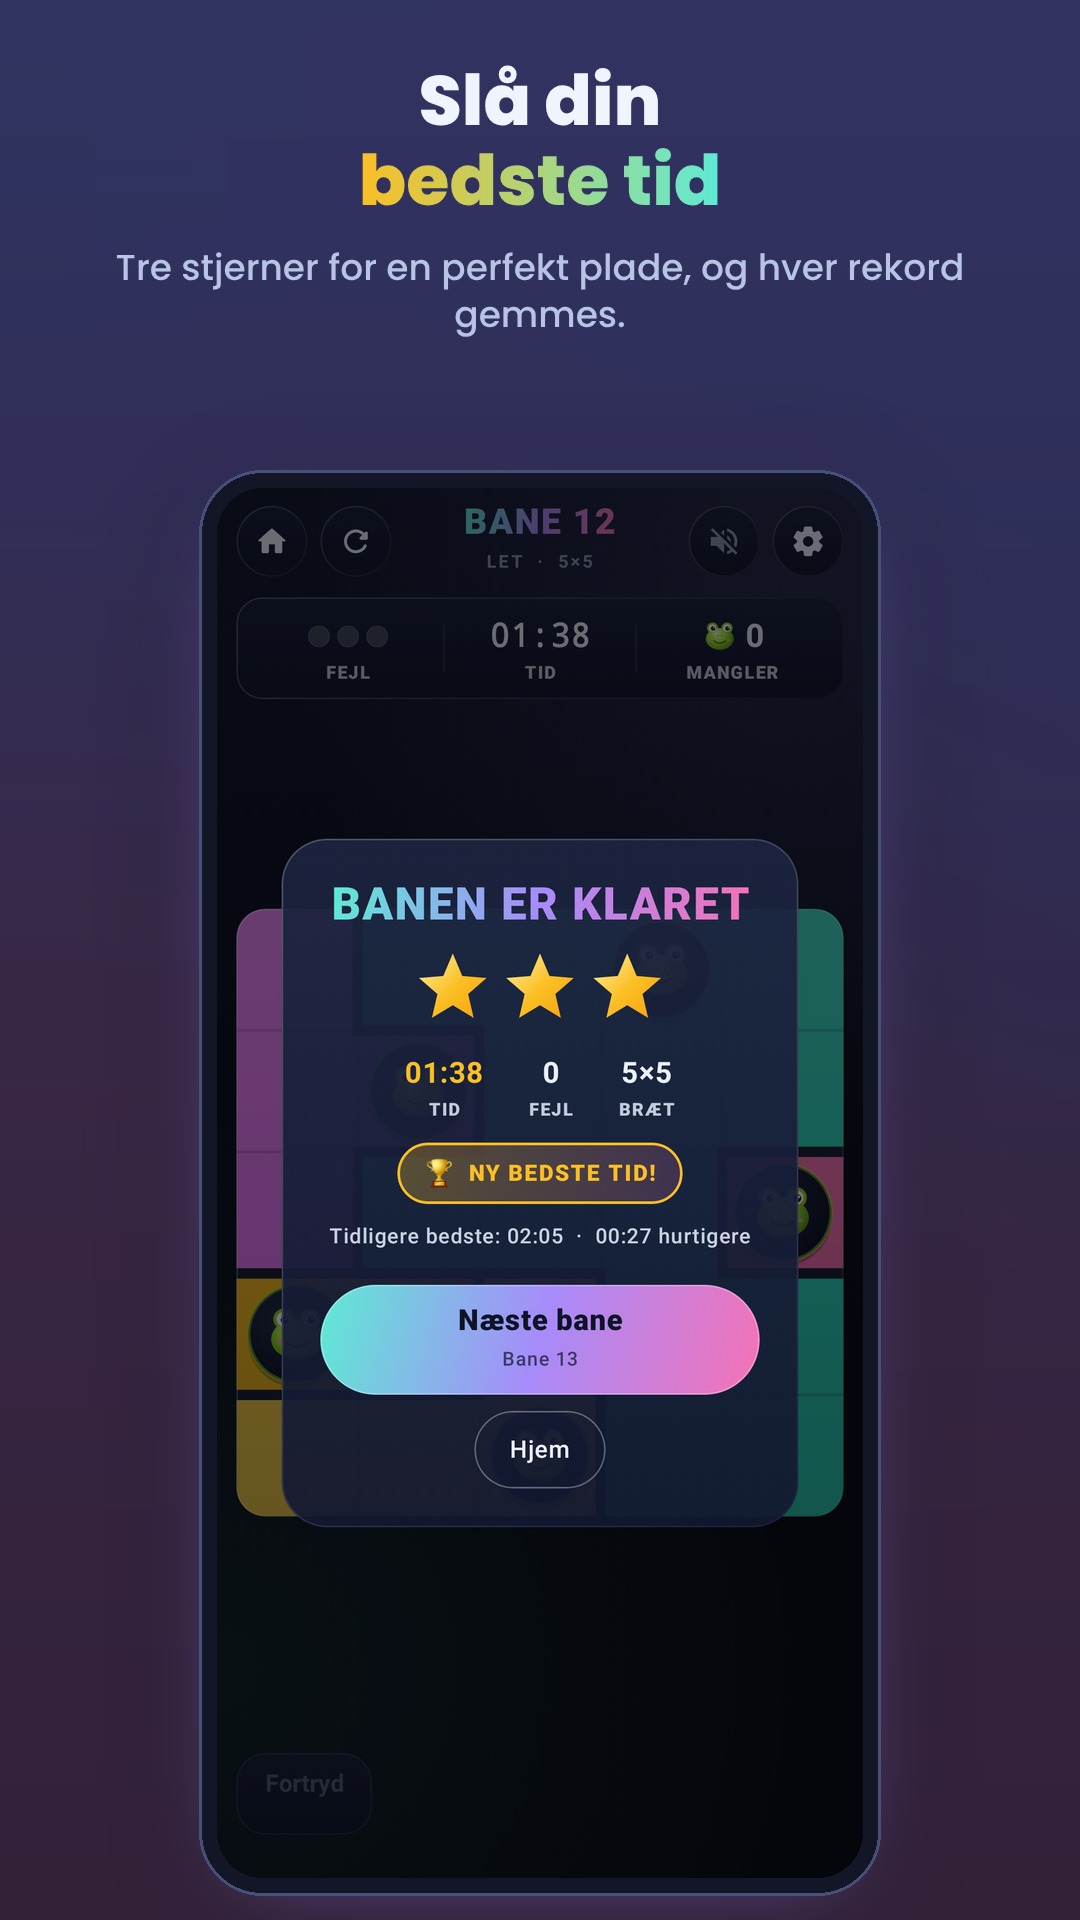 Slå din
bedste tid
Tre stjerner for en perfekt plade, og hver rekord
gemmes.
BANE 12
LET · 5×5
01:38
0
FEJL
TID
MANGLER
BANEN ER KLARET
01:38
0
5×5
TID
FEJL
BRÆT
NY BEDSTE TID!
Tidligere bedste: 02:05 · 00:27 hurtigere
Næste bane
Bane 13
Hjem
Fortryd